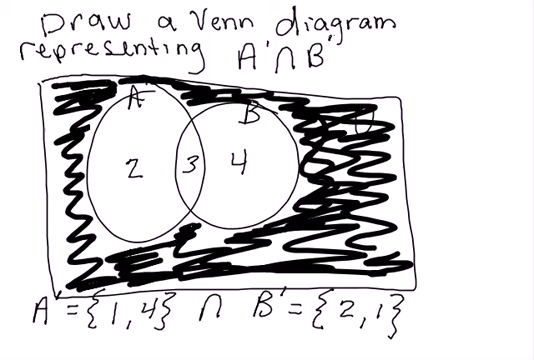 Draw a Venn diagram
representing A'∩B'
A
B
U
2 3 4
A' = {1,4} ∩ B' = {2,1}